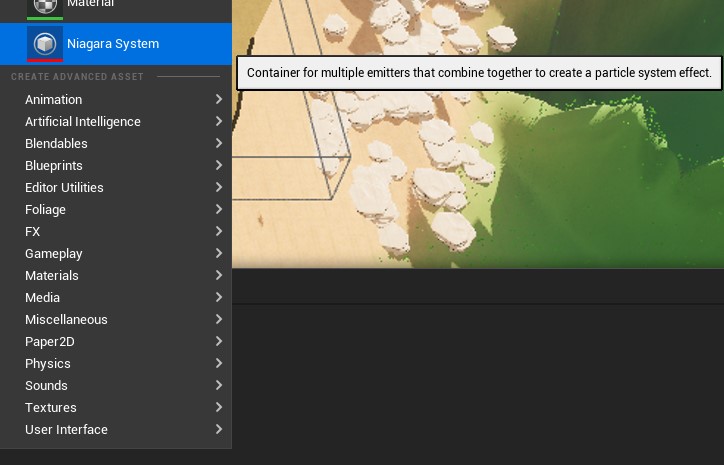 Material
Niagara System
Container for multiple emitters that combine together to create a particle system effect.
CREATE ADVANCED ASSET
Animation
Artificial Intelligence
Blendables
Blueprints
Editor Utilities
Foliage
FX
Gameplay
Materials
Media
Miscellaneous
Paper2D
Physics
Sounds
Textures
User Interface